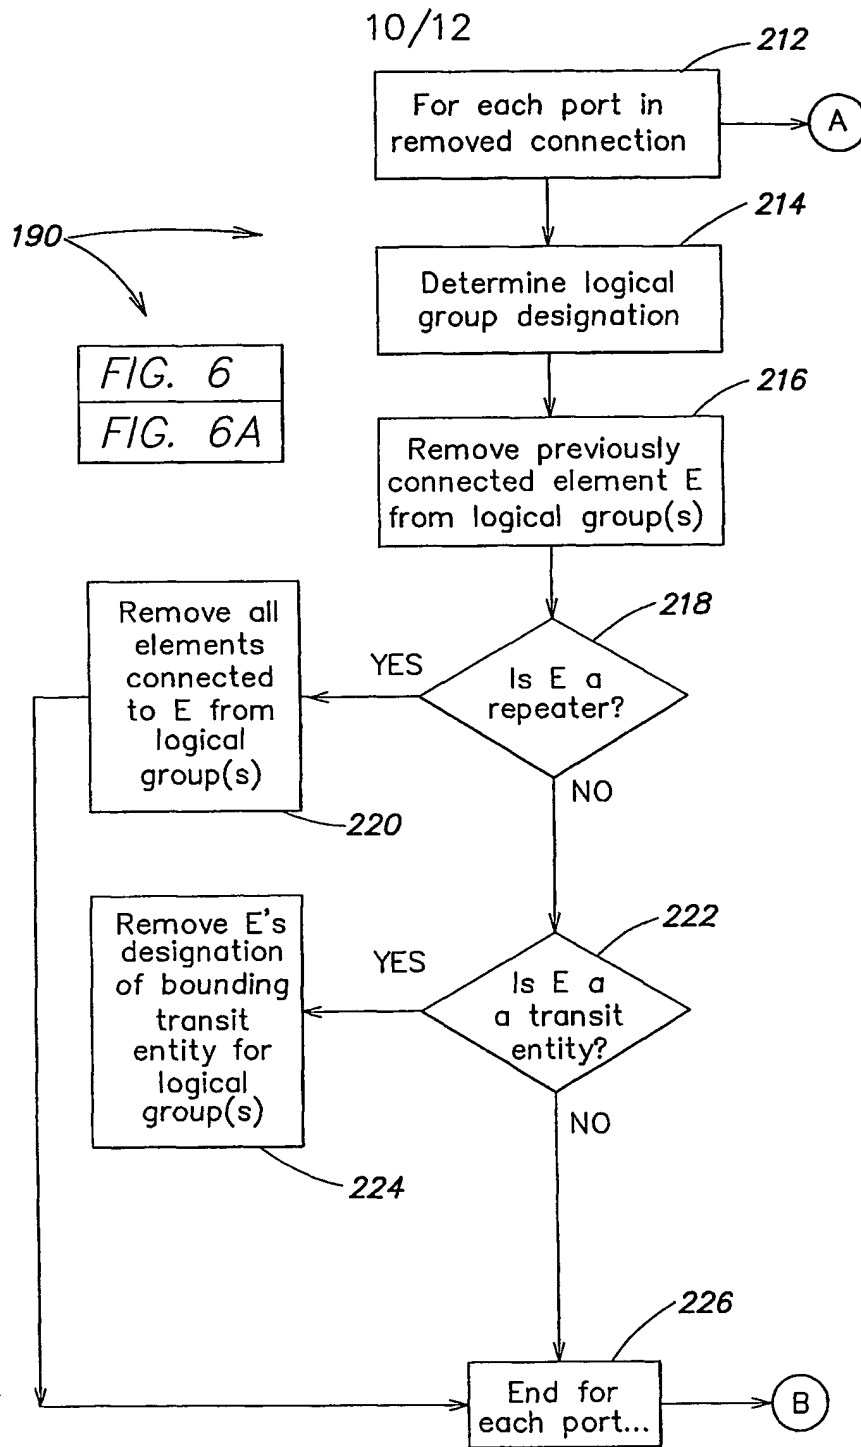 10/12
212
For each port in
removed connection
A
214
190
Determine logical
group designation
FIG. 6
FIG. 6A
216
Remove previously
connected element E
from logical group(s)
218
Remove all
elements
connected
to E from
logical
group(s)
YES
Is E a
repeater?
NO
220
222
Remove E's
designation
of bounding
transit
entity for
logical
group(s)
YES
Is E a
a transit
entity?
NO
224
226
End for
each port...
B